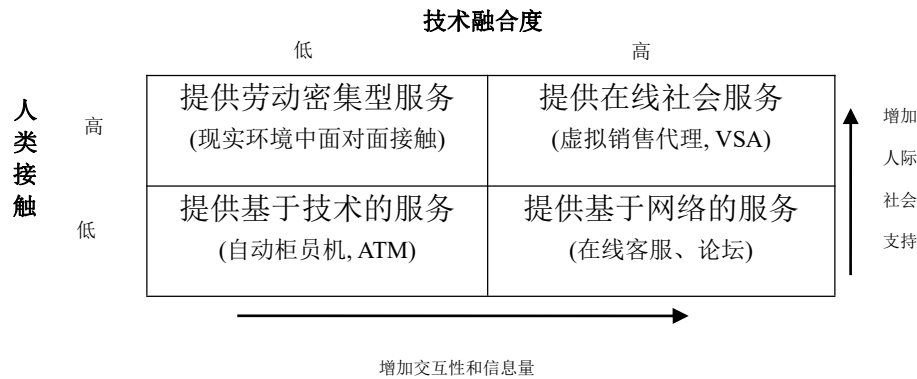 技术融合度
低 高
人类接触
高
低
提供劳动密集型服务
(现实环境中面对面接触)
提供在线社会服务
(虚拟销售代理, VSA)
提供基于技术的服务
(自动柜员机, ATM)
提供基于网络的服务
(在线客服、论坛)
增加
人际
社会
支持
增加交互性和信息量